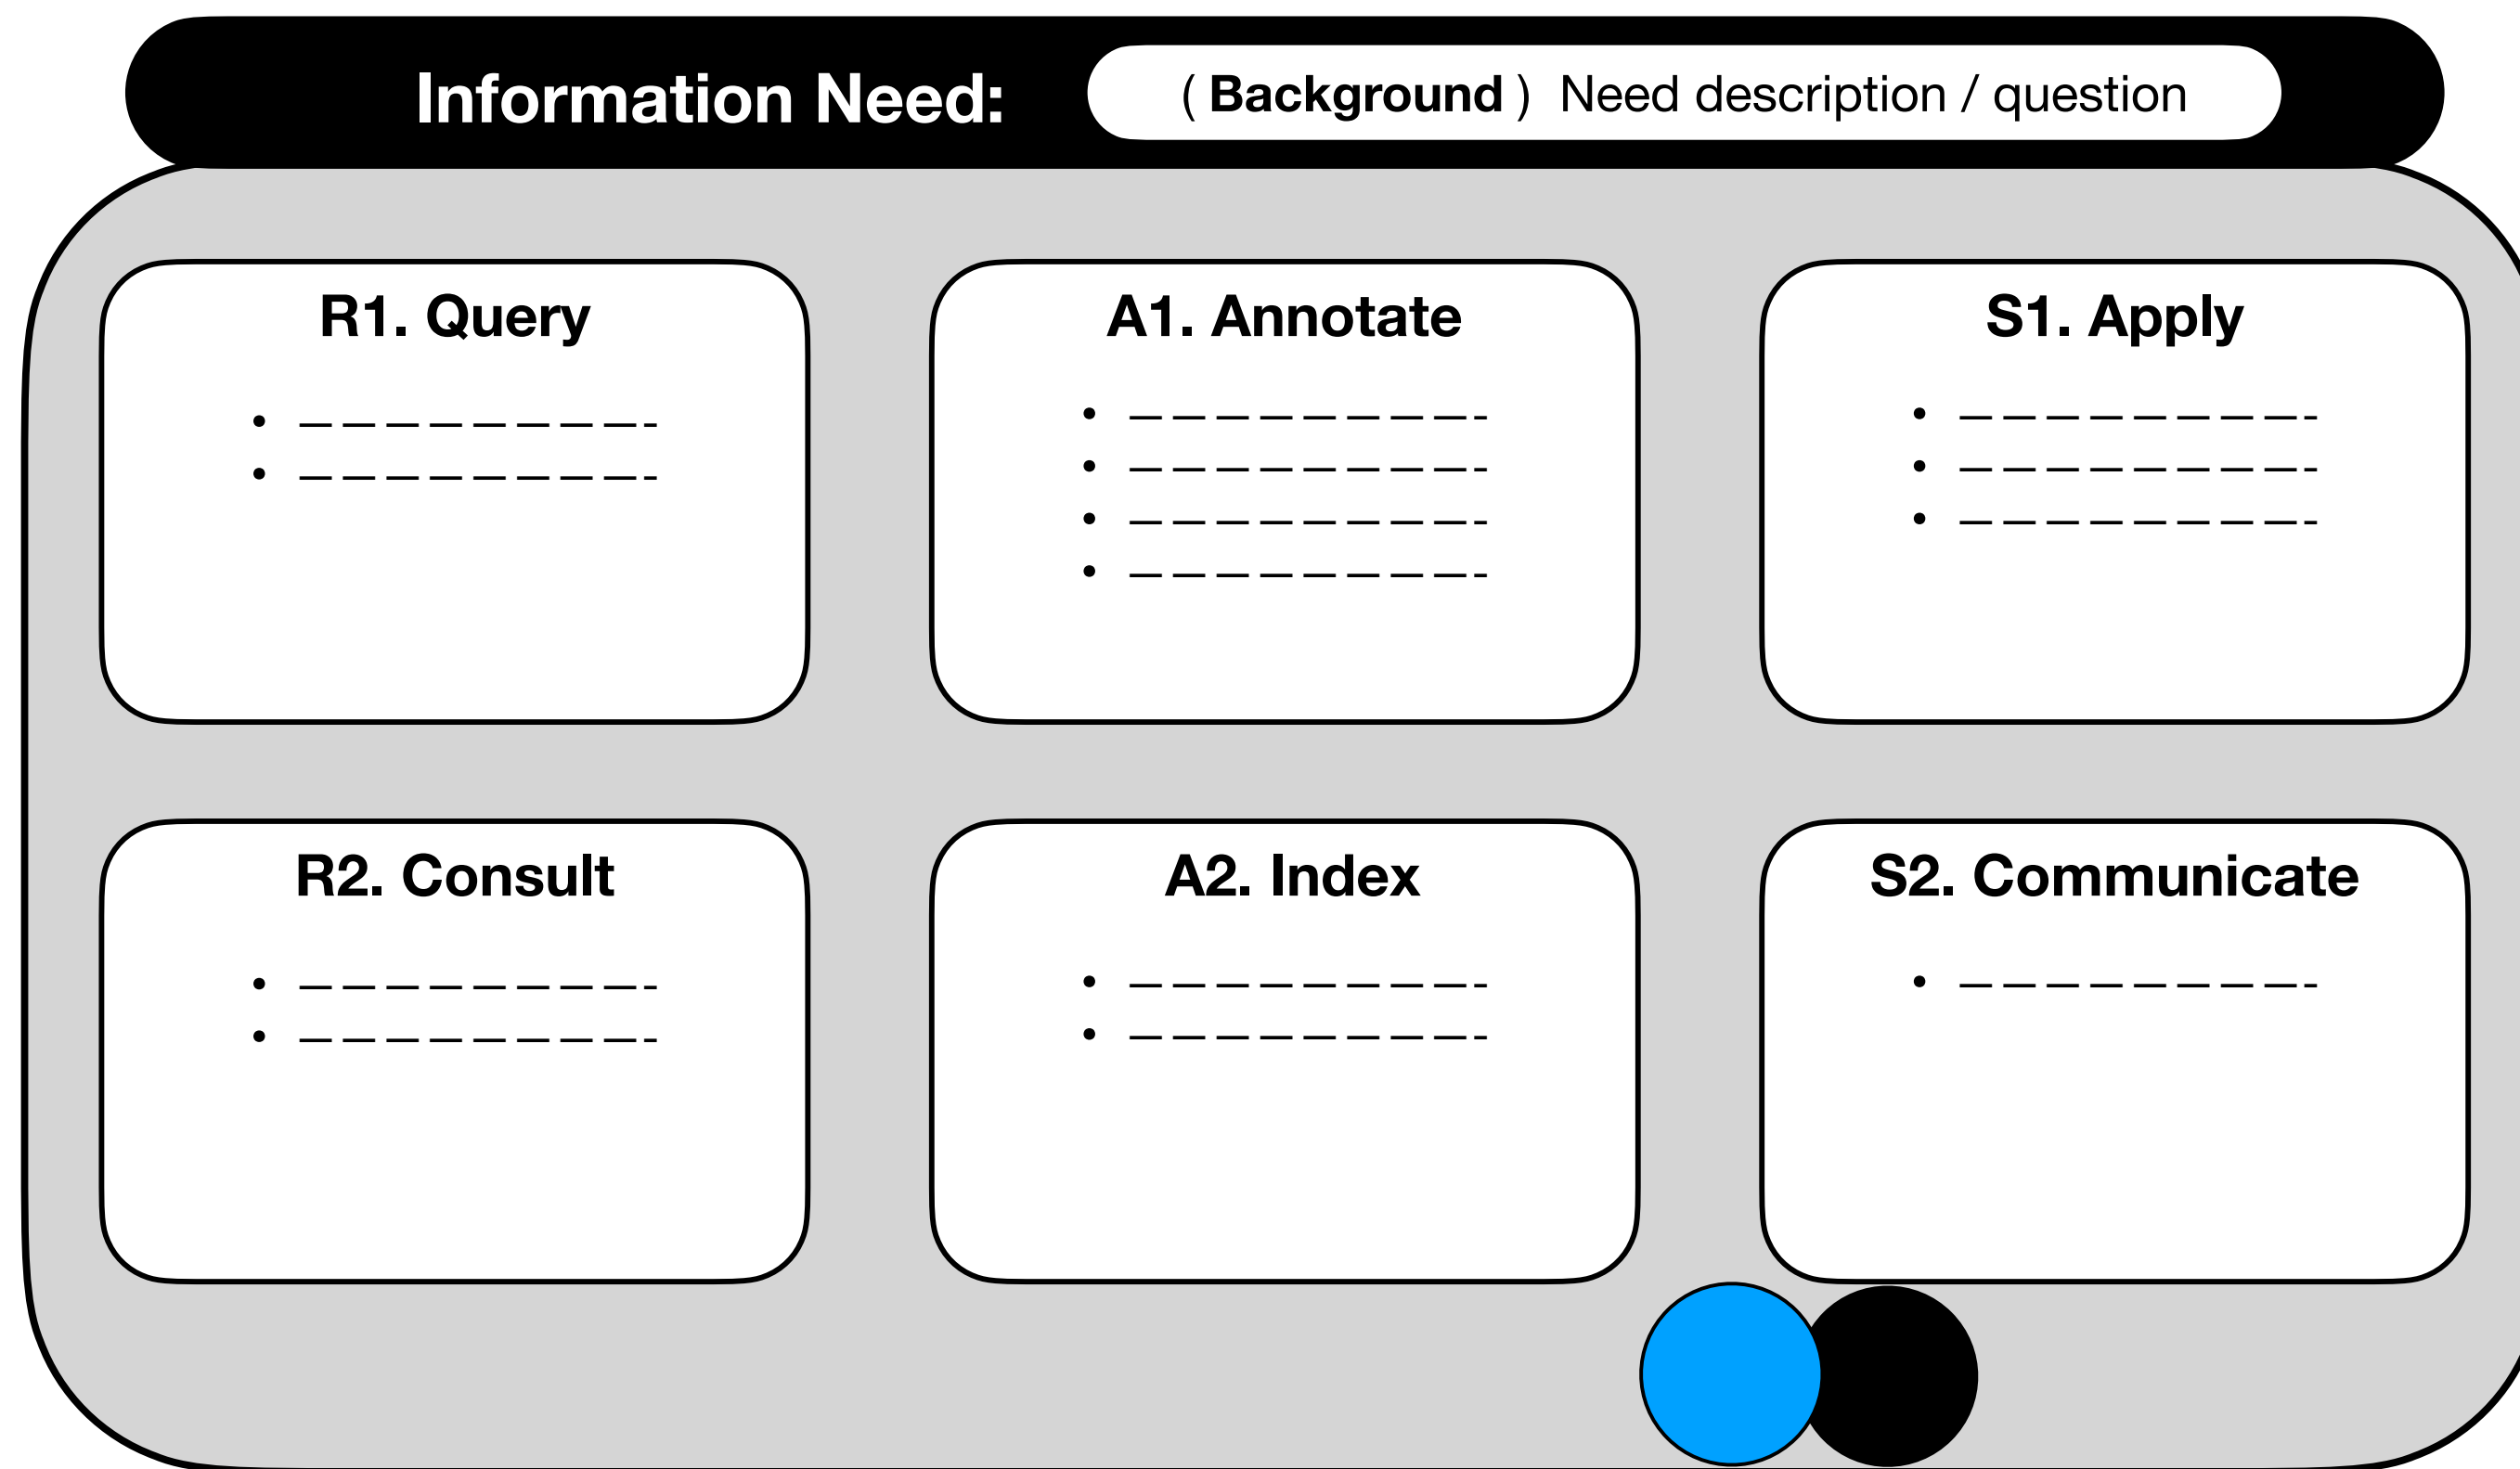 Information Need: ( Background ) Need description / question
R1. Query
A1. Annotate
S1. Apply
R2. Consult
A2. Index
S2. Communicate